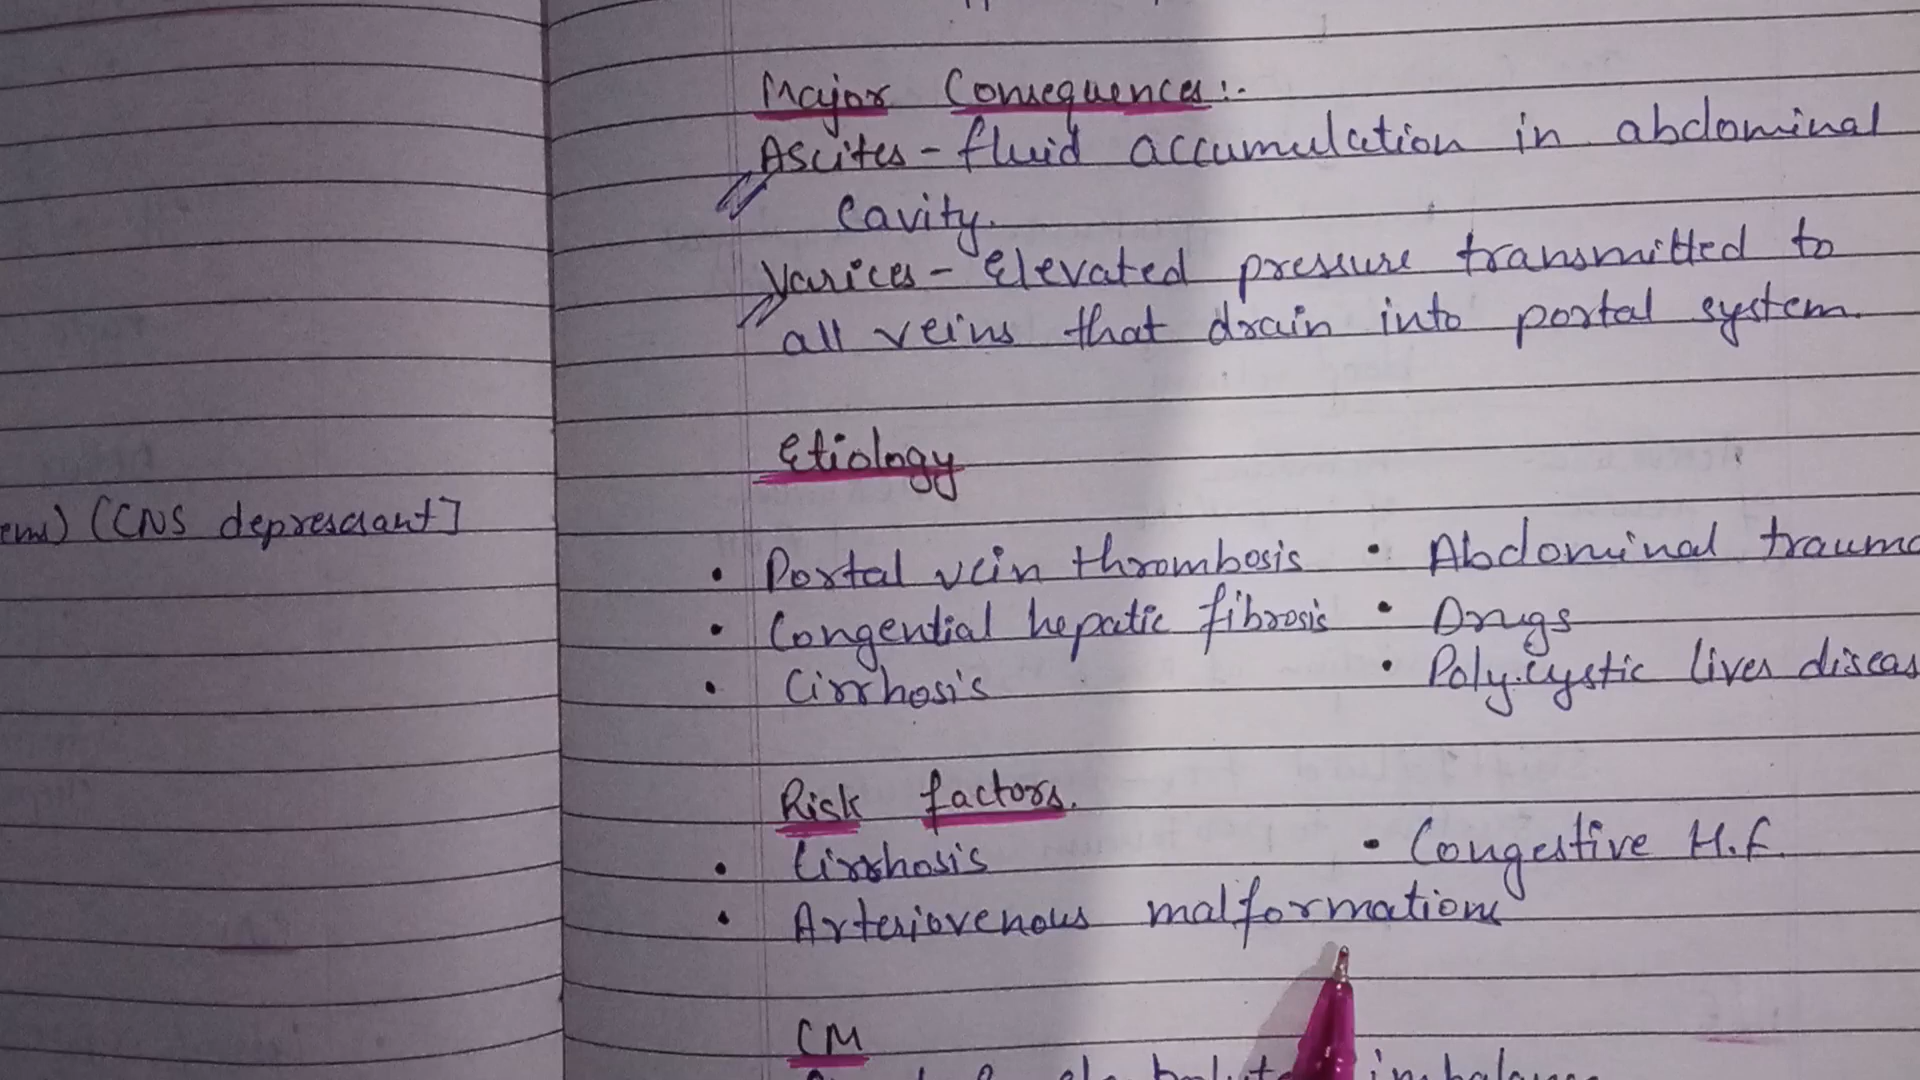 Major Consequences:-
Ascites - fluid accumulation in abdominal
cavity.
Varices - Elevated pressure transmitted to
all veins that drain into portal system.
Etiology
(CNS depressant]
• Portal vein thrombosis • Abdominal trauma
• Congential hepatic fibrosis • Drugs
• Cirrhosis • Polycystic liver diseas
Risk factors.
• Cirrhosis • Congestive H.F.
• Arteriovenous malformations
CM
imbalance